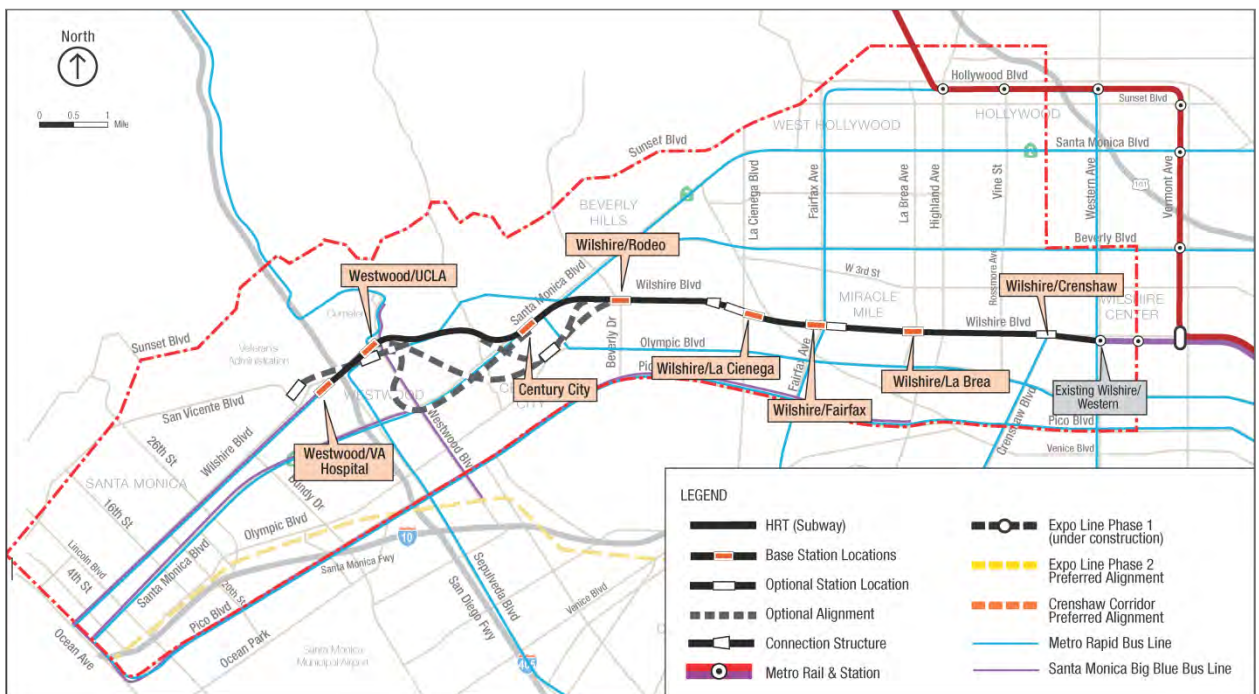 North
0 .5 1
Mile
Hollywood Blvd
Sunset Blvd
HOLLYWOOD
WEST HOLLYWOOD
Santa Monica Blvd
Sunset Blvd
101
La Cienega Blvd
Fairfax Ave
La Brea Ave
Highland Ave
Vine St
Western Ave
Vermont Ave
BEVERLY HILLS
Beverly Blvd
Wilshire/Rodeo
W 3rd St
Rossmore Ave
Westwood/UCLA
Santa Monica Blvd
Wilshire Blvd
MIRACLE MILE
Wilshire/Crenshaw
WILSHIRE CENTER
Wilshire Blvd
Veterans Administration
Sunset Blvd
Beverly Dr
Olympic Blvd
Wilshire/La Cienega
Century City
CITY
WESTWOOD
Fairfax Ave
Wilshire/La Brea
Existing Wilshire/
Western
San Vicente Blvd
Wilshire/Fairfax
Crenshaw Blvd
Pico Blvd
Venice Blvd
Westwood Blvd
Westwood/VA
Hospital
Wilshire Blvd
26th St
SANTA MONICA
16th St
Bundy Dr
Olympic Blvd
10
Santa Monica Fwy
Lincoln Blvd
4th St
Santa Monica Blvd
20th St
Pico Blvd
Ocean Park
Ocean Ave
Santa Monica
Municipal Airport
San Diego Fwy
Sepulveda Blvd
Venice Blvd
405
LEGEND
HRT (Subway)
Base Station Locations
Optional Station Location
Optional Alignment
Connection Structure
Metro Rail & Station
Expo Line Phase 1
(under construction)
Expo Line Phase 2
Preferred Alignment
Crenshaw Corridor
Preferred Alignment
Metro Rapid Bus Line
Santa Monica Big Blue Bus Line